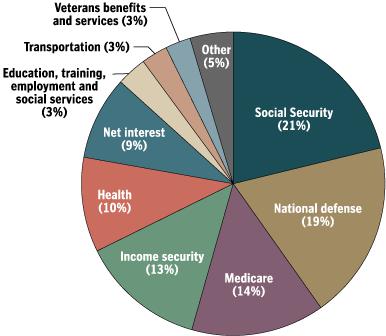 Veterans benefits
and services (3%)
Transportation (3%)
Education, training,
employment and
social services
(3%)
Other
(5%)
Social Security
(21%)
Net interest
(9%)
Health
(10%)
National defense
(19%)
Income security
(13%)
Medicare
(14%)